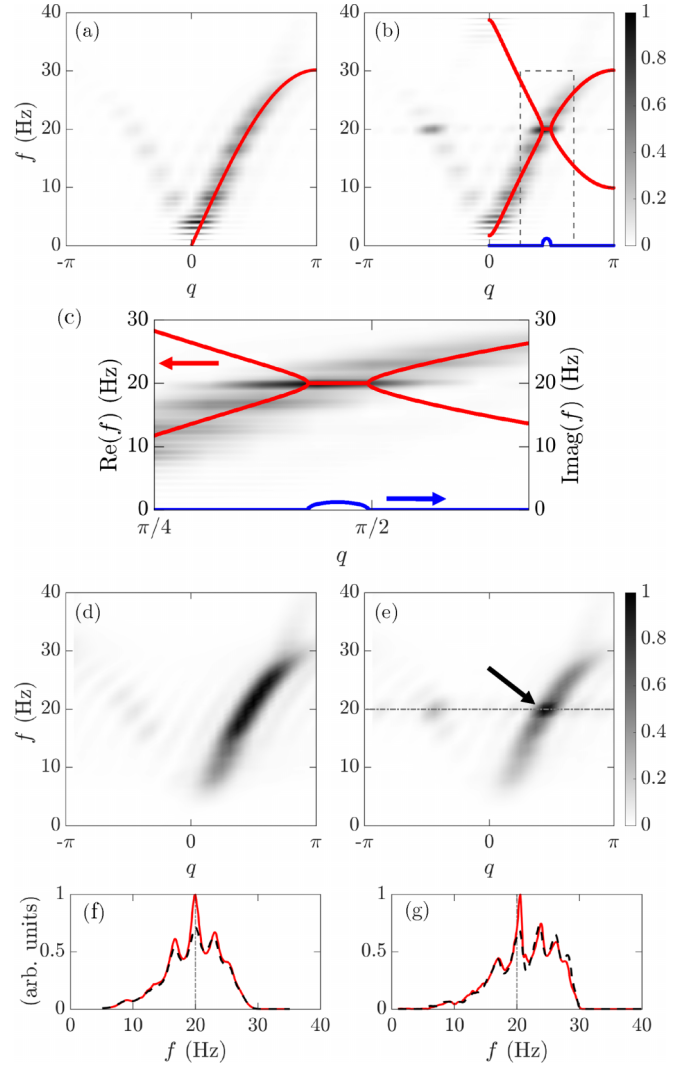 (a)
(b)
40
30
20
10
0
f (Hz)
-π
0
π
q
40
30
20
10
0
-π
0
π
q
1
0.8
0.6
0.4
0.2
0
(c)
30
20
10
0
Re(f) (Hz)
π/4
π/2
q
30
20
10
0
Imag(f) (Hz)
(d)
(e)
40
30
20
10
0
f (Hz)
-π
0
π
q
40
30
20
10
0
-π
0
π
q
1
0.8
0.6
0.4
0.2
0
(f)
(g)
(arb. units)
1
0.5
0
0
10
20
30
40
f (Hz)
1
0.5
0
0
10
20
30
40
f (Hz)